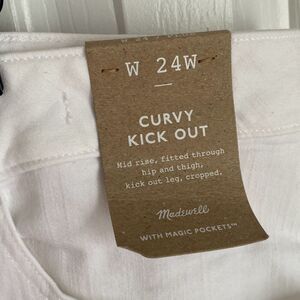 W 24W
CURVY
KICK OUT
Mid rise, fitted through
hip and thigh,
kick out leg, cropped.
Madewell
WITH MAGIC POCKETS™